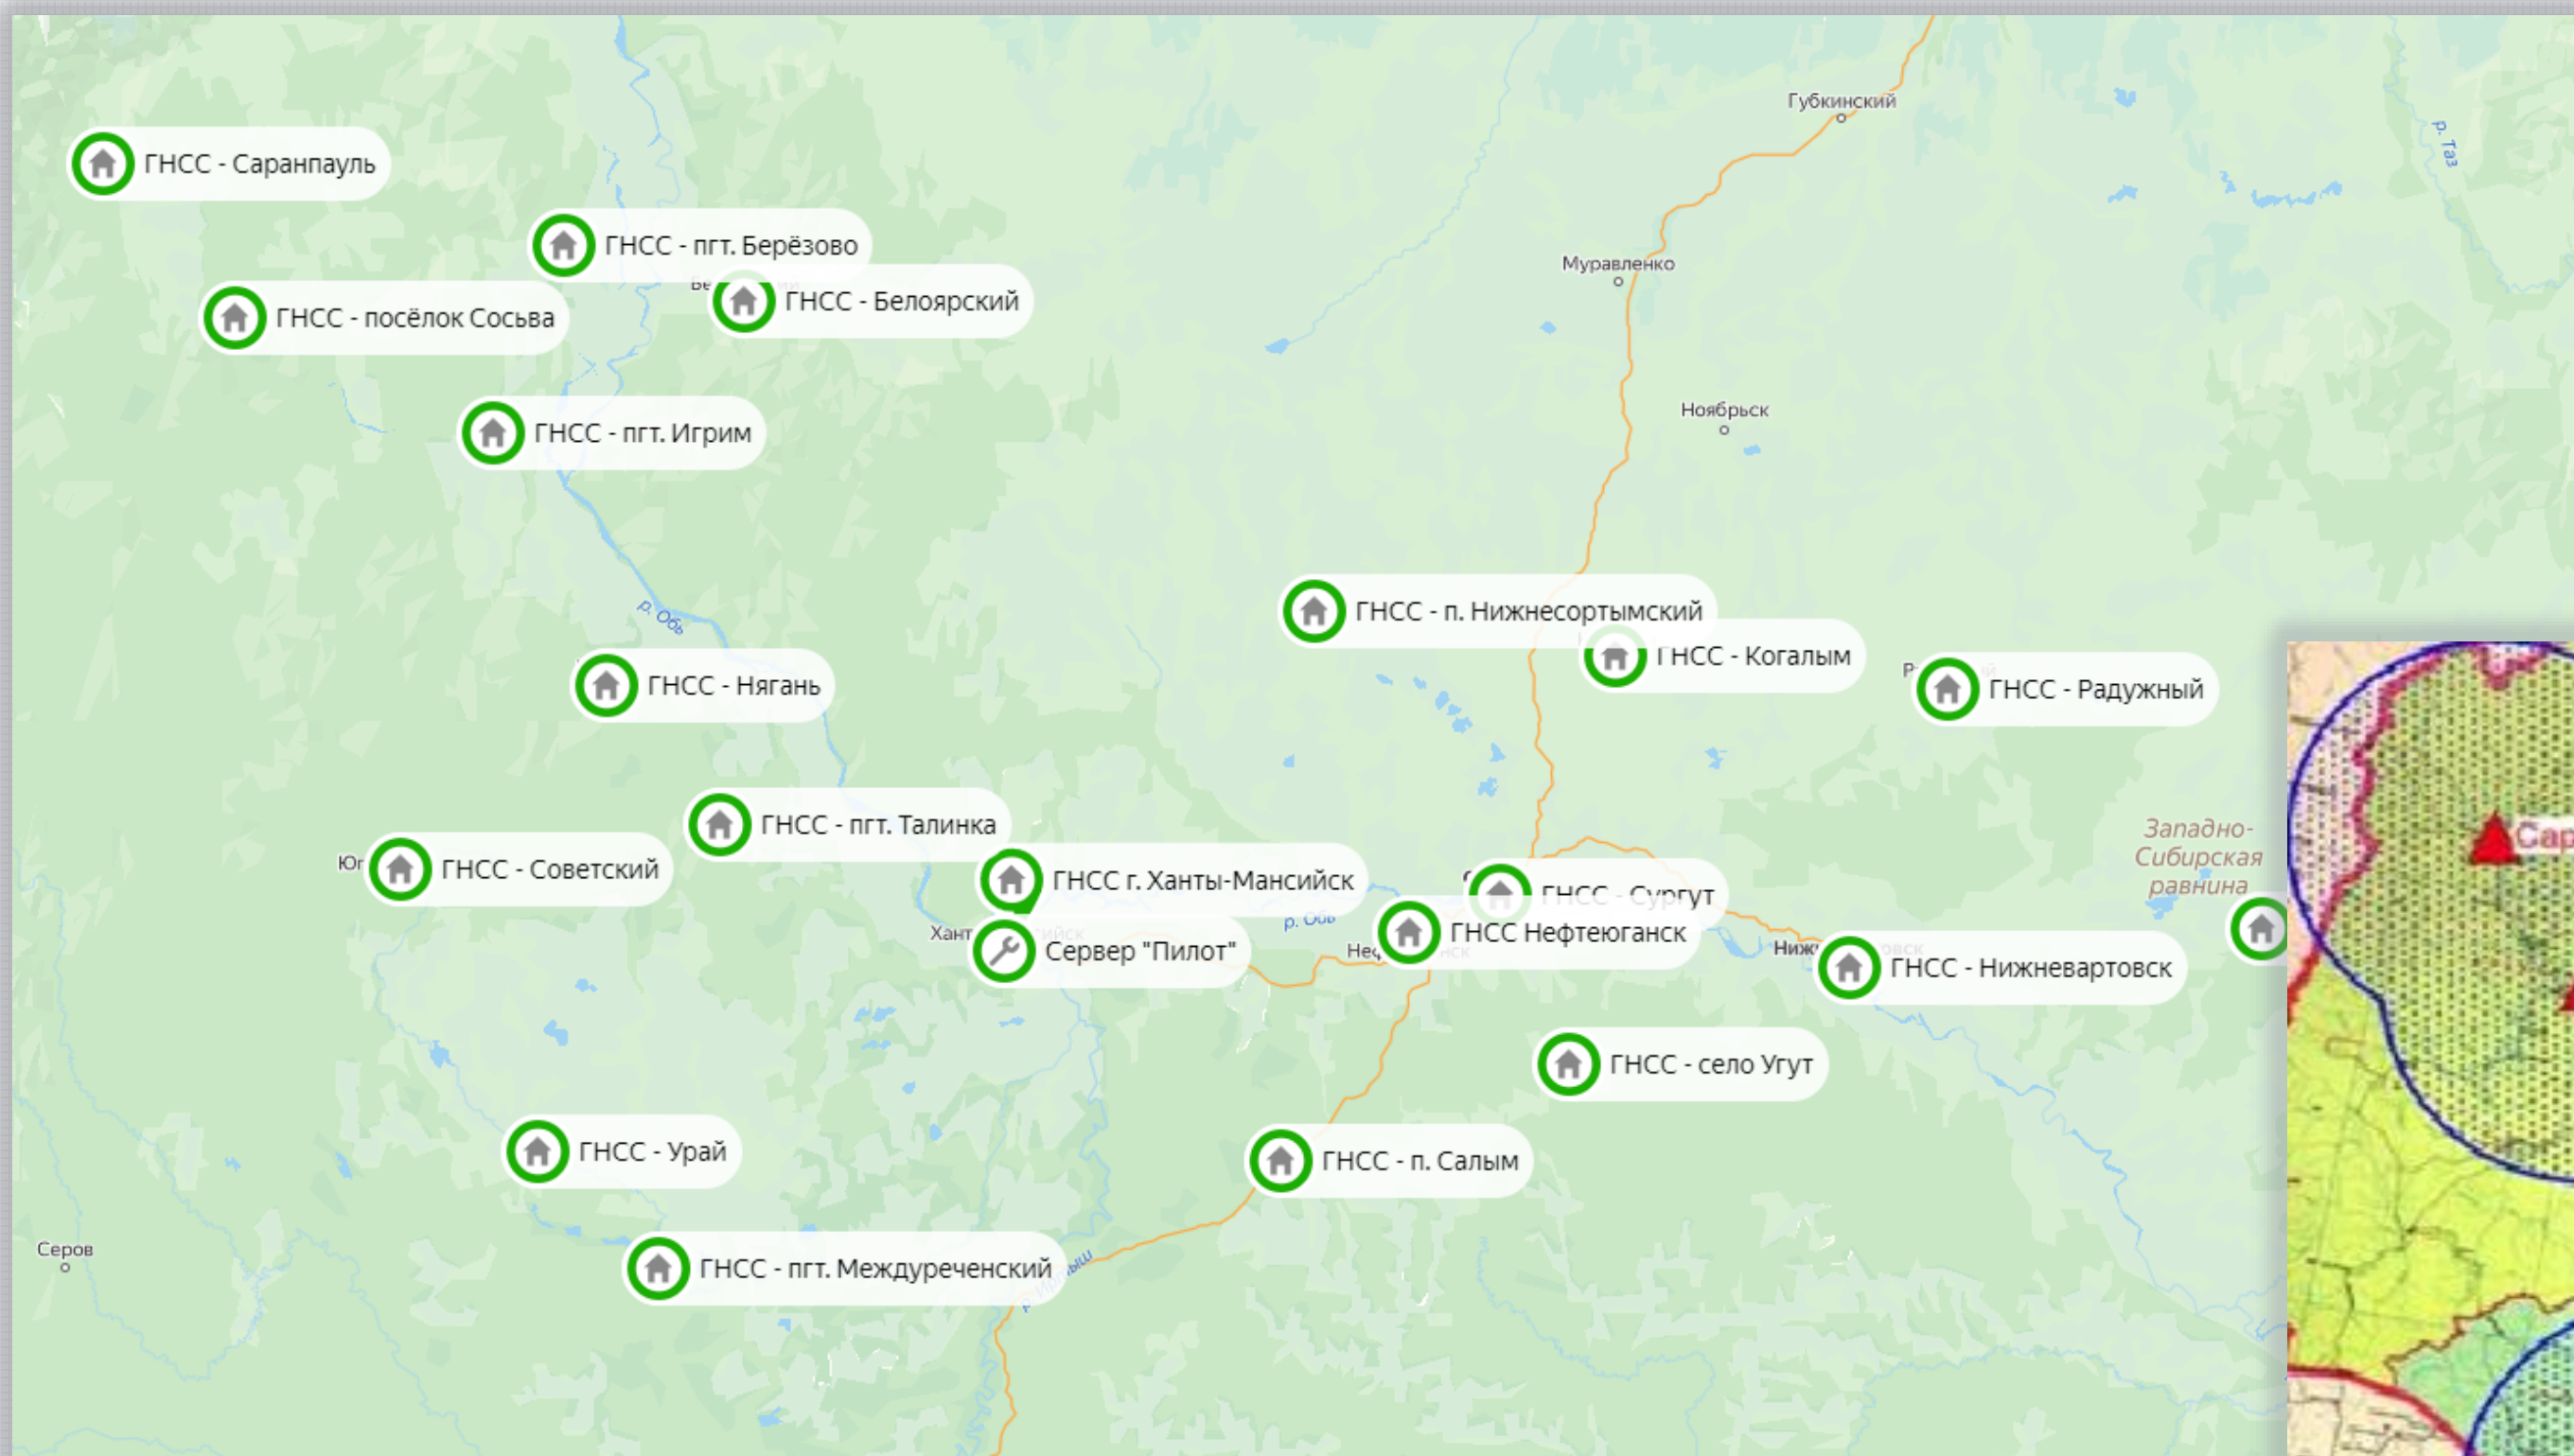 Губкинский
р. Таз
ГНСС - Саранпауль
ГНСС - пгт. Берёзово
Муравленко
ГНСС - Белоярский
ГНСС - посёлок Сосьва
Ноябрьск
ГНСС - пгт. Игрим
р. Обь
ГНСС - п. Нижнесортымский
ГНСС - Когалым
ГНСС - Нягань
ГНСС - Радужный
ГНСС - пгт. Талинка
Западно-
Сибирская
равнина
ГНСС - Советский
ГНСС г. Ханты-Мансийск
ГНСС - Сургут
р. Обь
ГНСС Нефтеюганск
Сервер "Пилот"
ГНСС - Нижневартовск
ГНСС - село Угут
ГНСС - Урай
ГНСС - п. Салым
Серов
ГНСС - пгт. Междуреченский
р. Иртыш